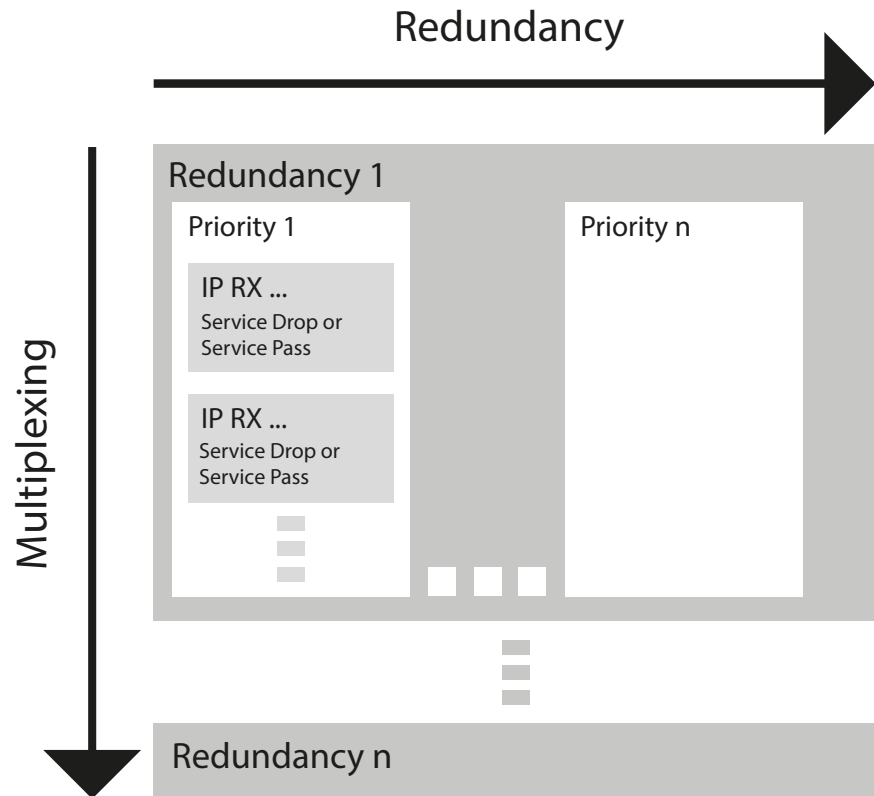 Redundancy
Multiplexing
Redundancy 1
Priority 1
IP RX ...
Service Drop or
Service Pass
IP RX ...
Service Drop or
Service Pass
Priority n
Redundancy n